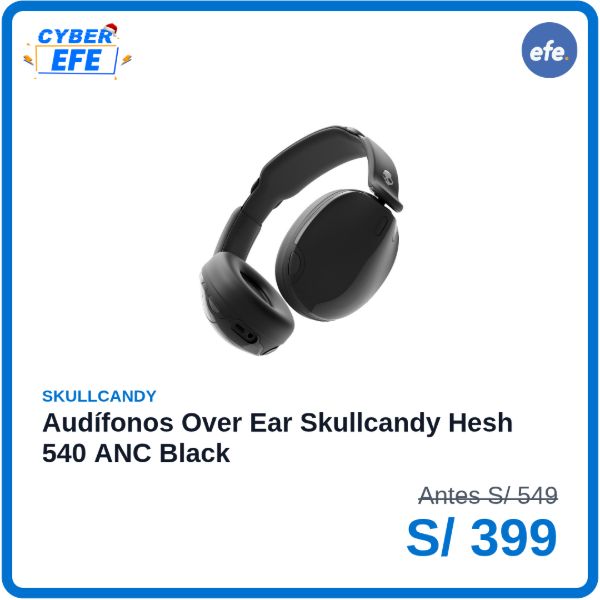 CYBER
EFE
efe.
SKULLCANDY
Audífonos Over Ear Skullcandy Hesh
540 ANC Black
Antes S/ 549
S/ 399